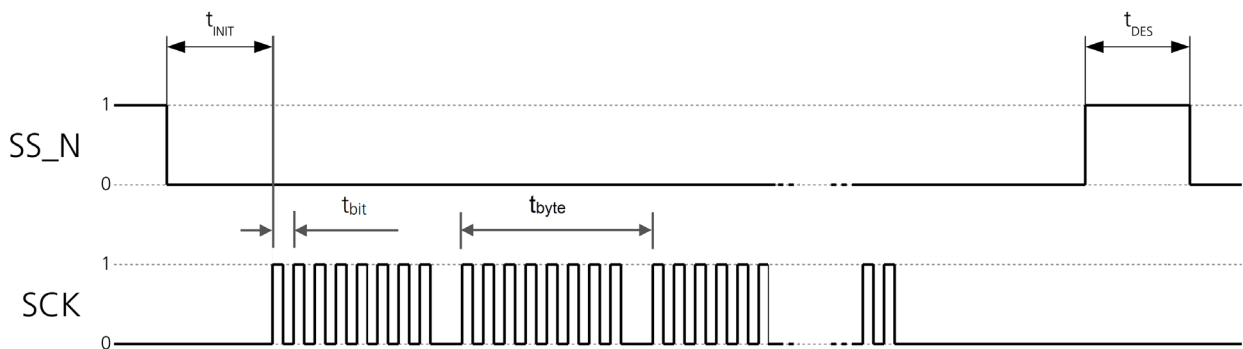 tINIT
tDES
1
SS_N
0
tbit
tbyte
1
SCK
0